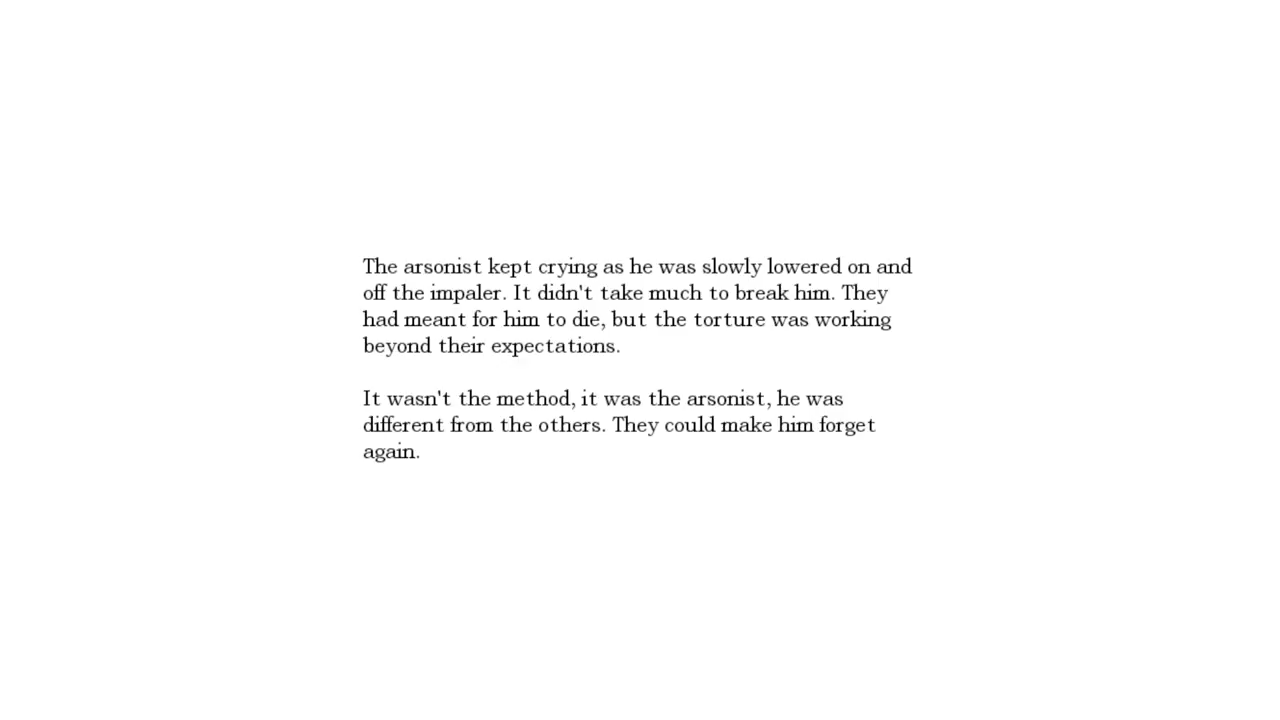 The arsonist kept crying as he was slowly lowered on and
off the impaler. It didn't take much to break him. They
had meant for him to die, but the torture was working
beyond their expectations.
It wasn't the method, it was the arsonist, he was
different from the others. They could make him forget
again.